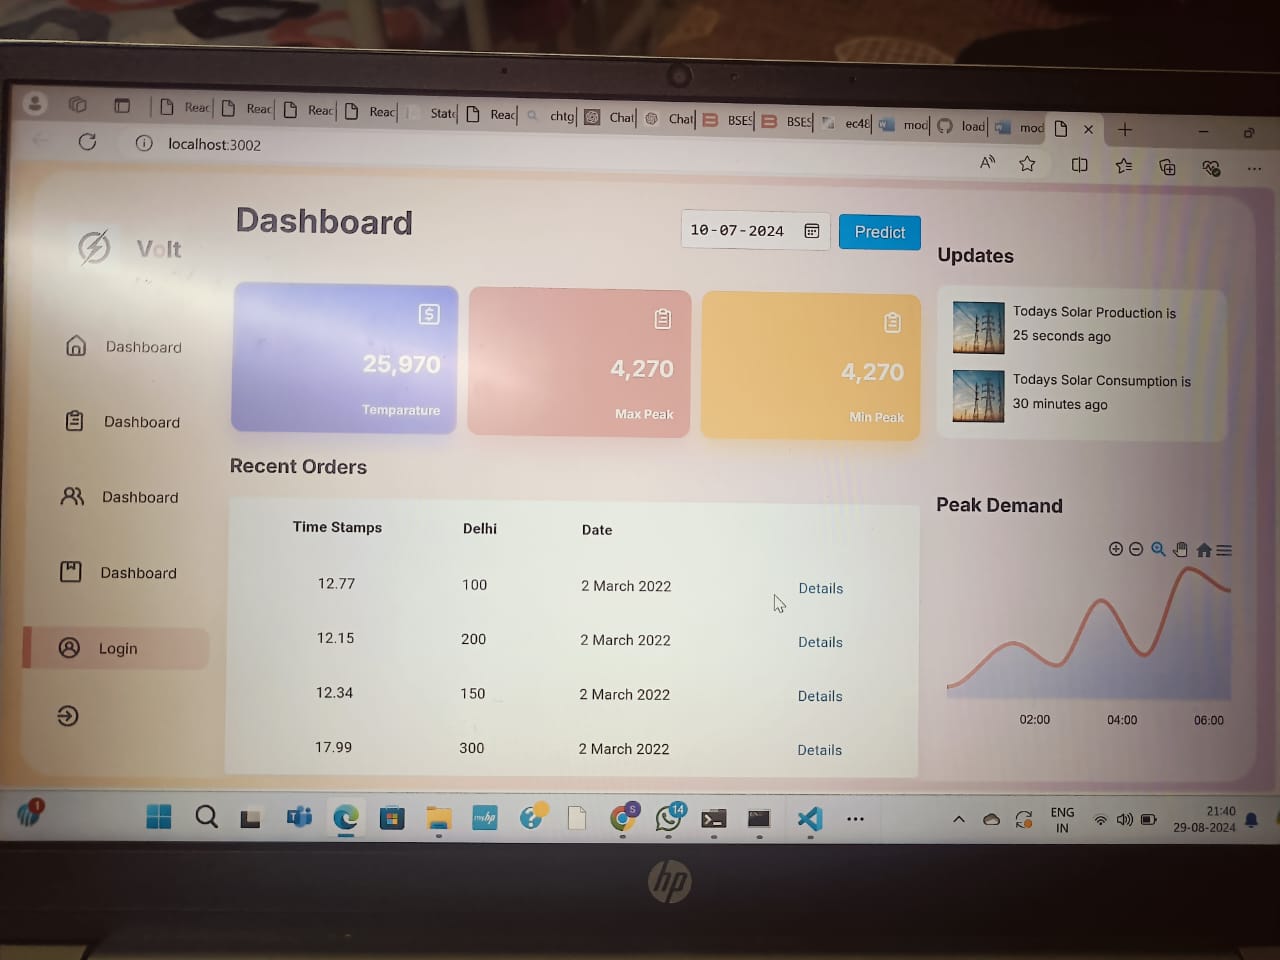 Reac
Reac
Reac
Reac
Stat
Reac
chtg
Chat
Chat
BSES
BSES
ec48
mod
load
mod
localhost:3002
Volt
Dashboard
Dashboard
Dashboard
Dashboard
Login
Dashboard
10-07-2024
Predict
$
25,970
Temparature
4,270
Max Peak
4,270
Min Peak
Recent Orders
Time Stamps Delhi Date
12.77 100 2 March 2022 Details
12.15 200 2 March 2022 Details
12.34 150 2 March 2022 Details
17.99 300 2 March 2022 Details
Updates
Todays Solar Production is
25 seconds ago
Todays Solar Consumption is
30 minutes ago
Peak Demand
02:00 04:00 06:00
1
myhp
S
14
ENG
IN
21:40
29-08-2024
hp